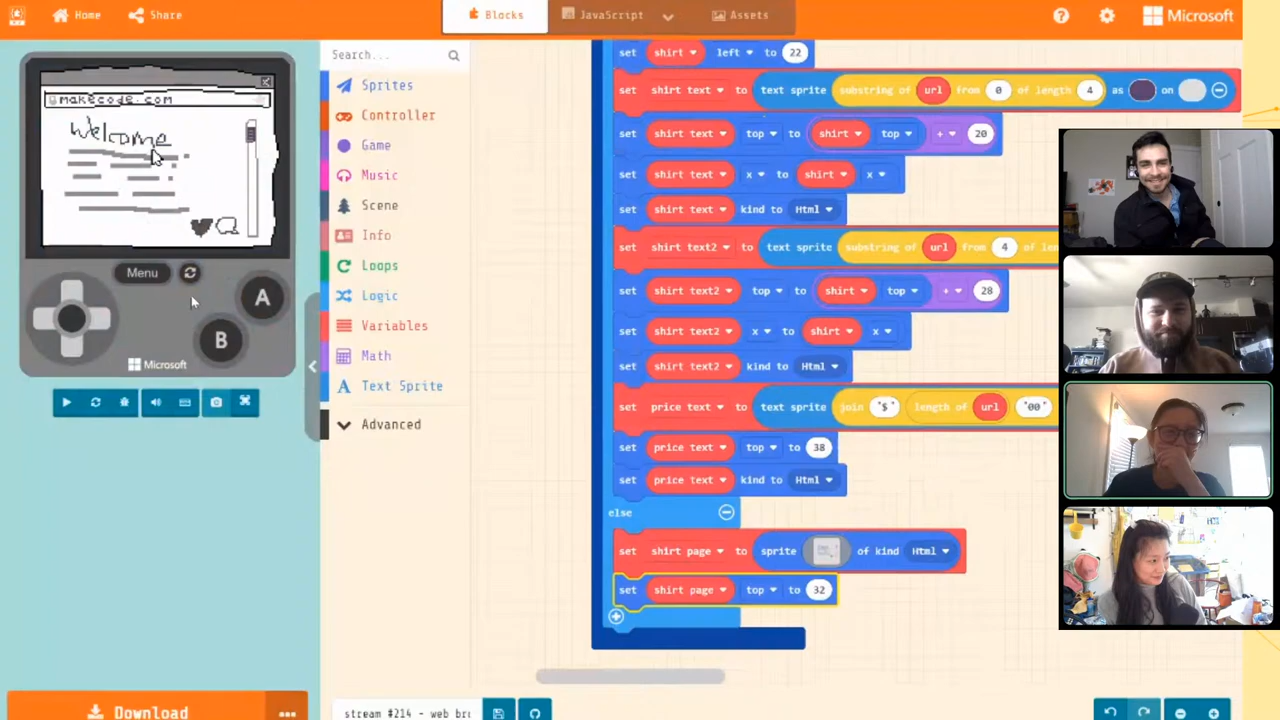 Home
Share
Blocks
JavaScript
Assets
Microsoft
makecode.com
Welcome
Menu
A
B
Microsoft
Download
Search...
Sprites
Controller
Game
Music
Scene
Info
Loops
Logic
Variables
Math
Text Sprite
Advanced
set shirt left to 22
set shirt text to text sprite substring of url from 0 of length 4 as on
set shirt text top to shirt top + 20
set shirt text x to shirt x
set shirt text kind to Html
set shirt text2 to text sprite substring of url from 4 of
set shirt text2 top to shirt top + 28
set shirt text2 x to shirt x
set shirt text2 kind to Html
set price text to text sprite join "$" length of url "00"
set price text top to 38
set price text kind to Html
else
set shirt page to sprite of kind Html
set shirt page top to 32
stream #214 - web bro